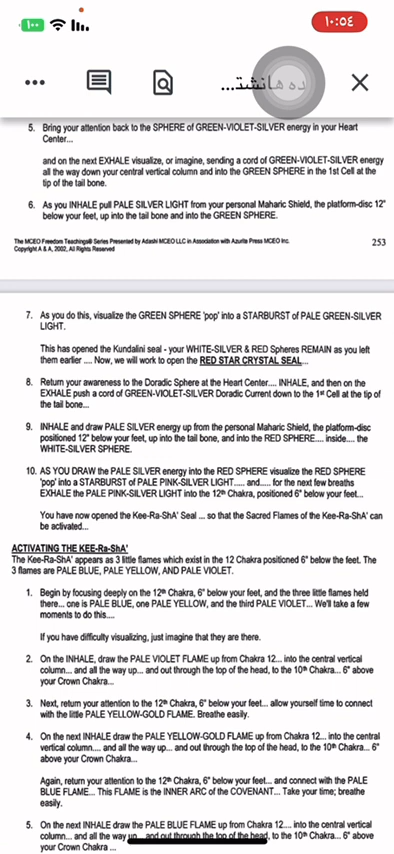 ١٠٠
١٠:٥٤
ده هانشتـ...
5. Bring your attention back to the SPHERE of GREEN-VIOLET-SILVER energy in your Heart
Center...
and on the next EXHALE visualize, or imagine, sending a cord of GREEN-VIOLET-SILVER energy
all the way down your central vertical column and into the GREEN SPHERE in the 1st Cell at the
tip of the tail bone.
6. As you INHALE pull PALE SILVER LIGHT from your personal Maharic Shield, the platform-disc 12"
below your feet, up into the tail bone and into the GREEN SPHERE.
The MCEO Freedom Teachings® Series Presented by Adashi MCEO LLC in Association with Azurite Press MCEO Inc.
Copyright A & A, 2002, All Rights Reserved
253
7. As you do this, visualize the GREEN SPHERE 'pop' into a STARBURST of PALE GREEN-SILVER
LIGHT.
This has opened the Kundalini seal - your WHITE-SILVER & RED Spheres REMAIN as you left
them earlier .... Now, we will work to open the RED STAR CRYSTAL SEAL...
8. Return your awareness to the Doradic Sphere at the Heart Center.... INHALE, and then on the
EXHALE push a cord of GREEN-VIOLET-SILVER Doradic Current down to the 1st Cell at the tip of
the tail bone...
9. INHALE and draw PALE SILVER energy up from the personal Maharic Shield, the platform-disc
positioned 12" below your feet, up into the tail bone, and into the RED SPHERE.... inside.... the
WHITE-SILVER SPHERE.
10. AS YOU DRAW the PALE SILVER energy into the RED SPHERE visualize the RED SPHERE
'pop' into a STARBURST of PALE PINK-SILVER LIGHT..... and..... for the next few breaths
EXHALE the PALE PINK-SILVER LIGHT into the 12th Chakra, positioned 6" below your feet...
You have now opened the Kee-Ra-ShA' Seal ... so that the Sacred Flames of the Kee-Ra-ShA' can
be activated...
ACTIVATING THE KEE-Ra-ShA'
The Kee-Ra-ShA' appears as 3 little flames which exist in the 12 Chakra positioned 6" below the feet. The
3 flames are PALE BLUE, PALE YELLOW, AND PALE VIOLET.
1. Begin by focusing deeply on the 12th Chakra, 6" below your feet, and the three little flames held
there... one is PALE BLUE, one PALE YELLOW, and the third PALE VIOLET... We'll take a few
moments to do this....
If you have difficulty visualizing, just imagine that they are there.
2. On the INHALE, draw the PALE VIOLET FLAME up from Chakra 12... into the central vertical
column... and all the way up... and out through the top of the head, to the 10th Chakra... 6" above
your Crown Chakra...
3. Next, return your attention to the 12th Chakra, 6" below your feet... allow yourself time to connect
with the little PALE YELLOW-GOLD FLAME. Breathe easily.
4. On the next INHALE draw the PALE YELLOW-GOLD FLAME up from Chakra 12... into the central
vertical column.... and all the way up... and out through the top of the head, to the 10th Chakra... 6"
above your Crown Chakra...
Again, return your attention to the 12th Chakra, 6" below your feet... and connect with the PALE
BLUE FLAME... This FLAME is the INNER ARC of the COVENANT... Take your time; breathe
easily.
5. On the next INHALE draw the PALE BLUE FLAME up from Chakra 12.... into the central vertical
column... and all the way up... and out through the top of the head, to the 10th Chakra... 6" above
your Crown Chakra ...